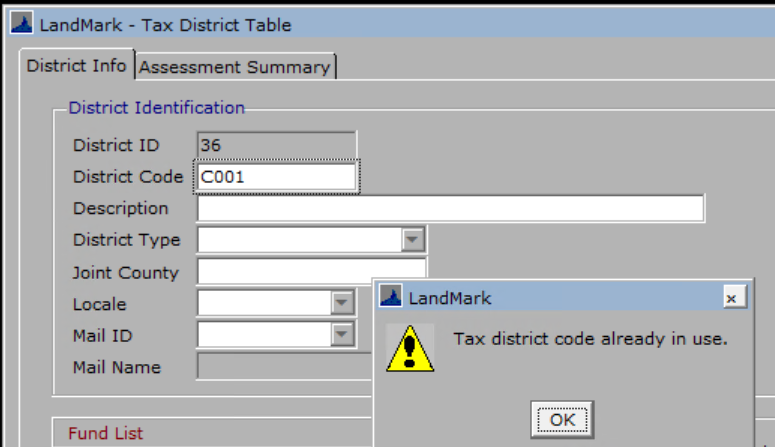 LandMark - Tax District Table
District Info Assessment Summary
District Identification
District ID 36
District Code C001
Description
District Type
Joint County
Locale
Mail ID
Mail Name
LandMark
Tax district code already in use.
OK
Fund List